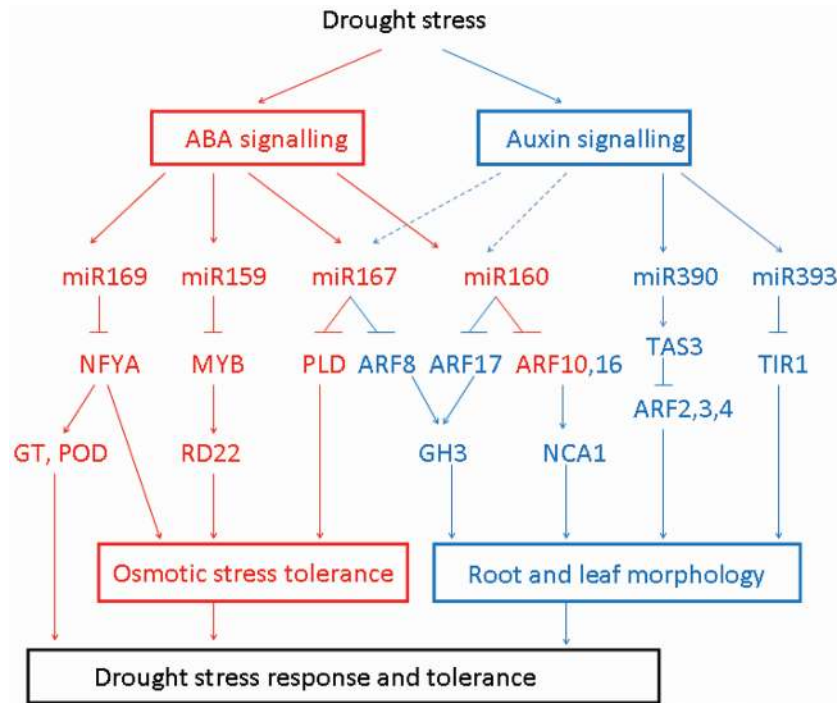 Drought stress
ABA signalling
Auxin signalling
miR169
miR159
miR167
miR160
miR390
miR393
NFYA
MYB
PLD
ARF8
ARF17
ARF10,16
TAS3
TIR1
ARF2,3,4
GT, POD
RD22
GH3
NCA1
Osmotic stress tolerance
Root and leaf morphology
Drought stress response and tolerance